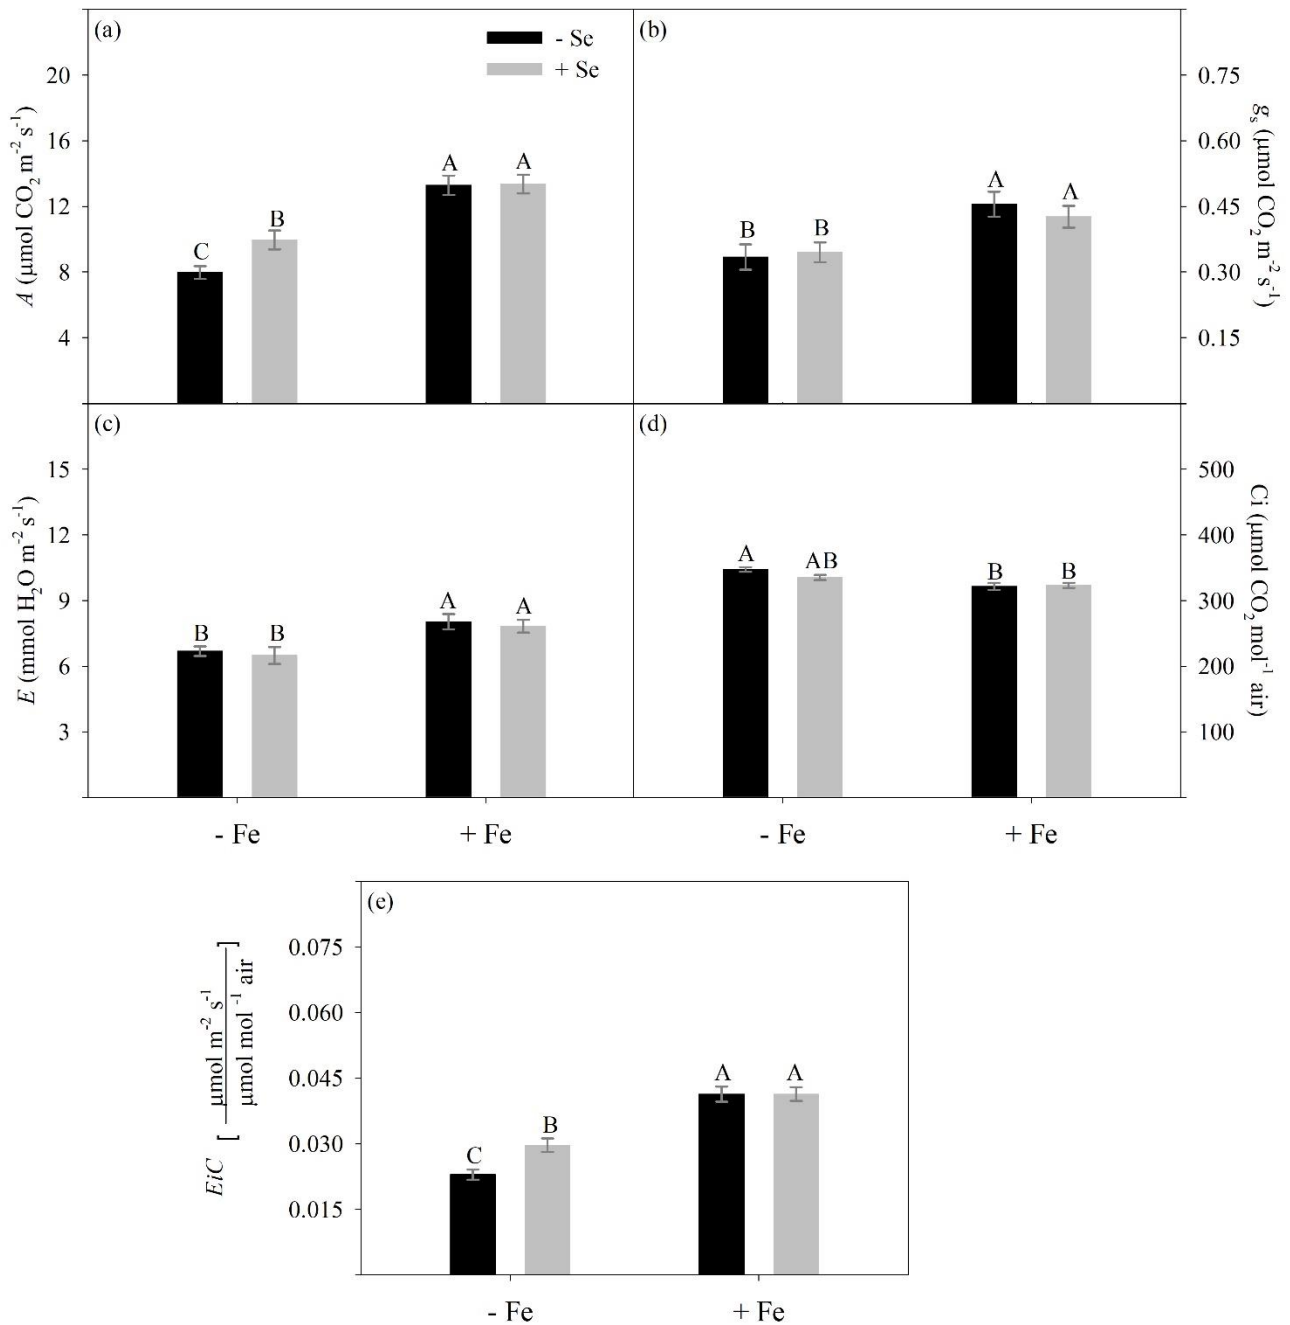 (a)
- Se
+ Se
20
16
12
8
4
A (µmol CO₂ m⁻² s⁻¹)
C
B
A
A
(b)
0.75
0.60
0.45
0.30
0.15
gₛ (µmol CO₂ m⁻² s⁻¹)
B
B
A
A
(c)
15
12
9
6
3
E (mmol H₂O m⁻² s⁻¹)
B
B
A
A
- Fe
+ Fe
(d)
500
400
300
200
100
Ci (µmol CO₂ mol⁻¹ air)
A
AB
B
B
- Fe
+ Fe
(e)
0.075
0.060
0.045
0.030
0.015
EiC [ µmol m⁻² s⁻¹
µmol mol⁻¹ air ]
C
B
A
A
- Fe
+ Fe